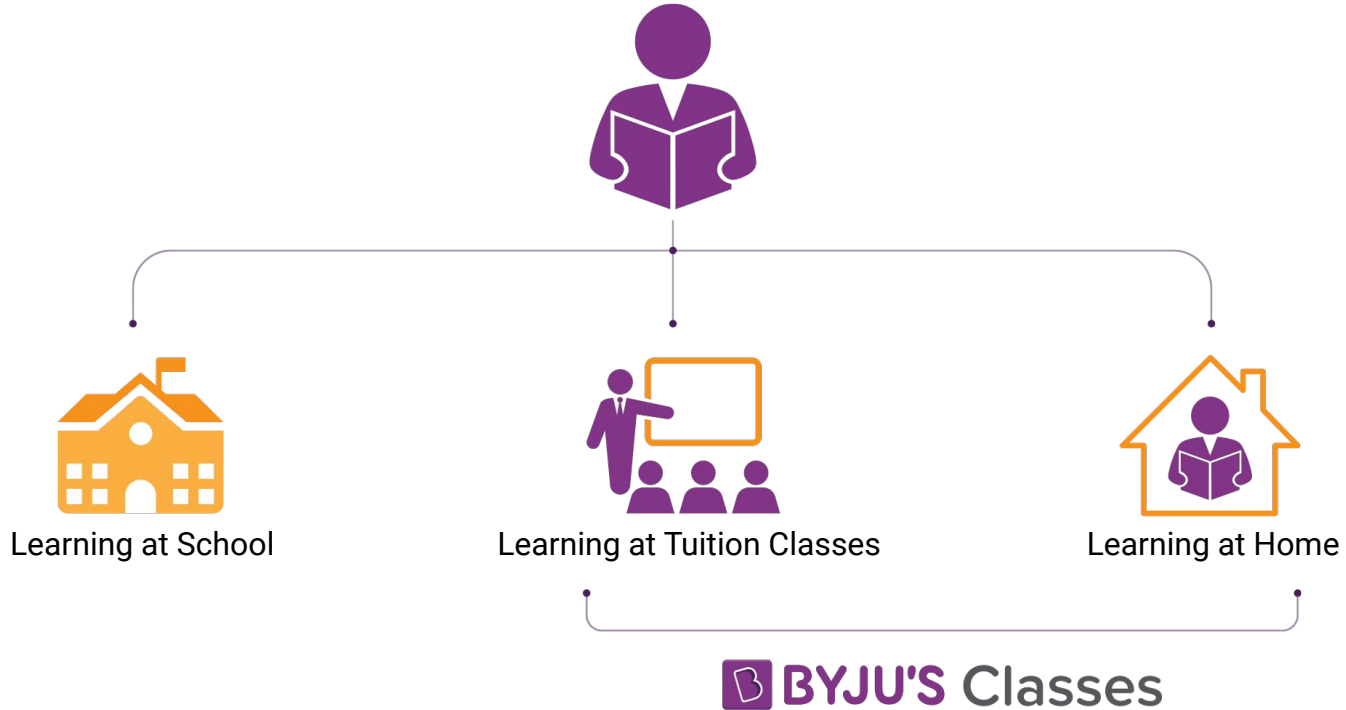 Learning at School
Learning at Tuition Classes
Learning at Home
B BYJU'S Classes